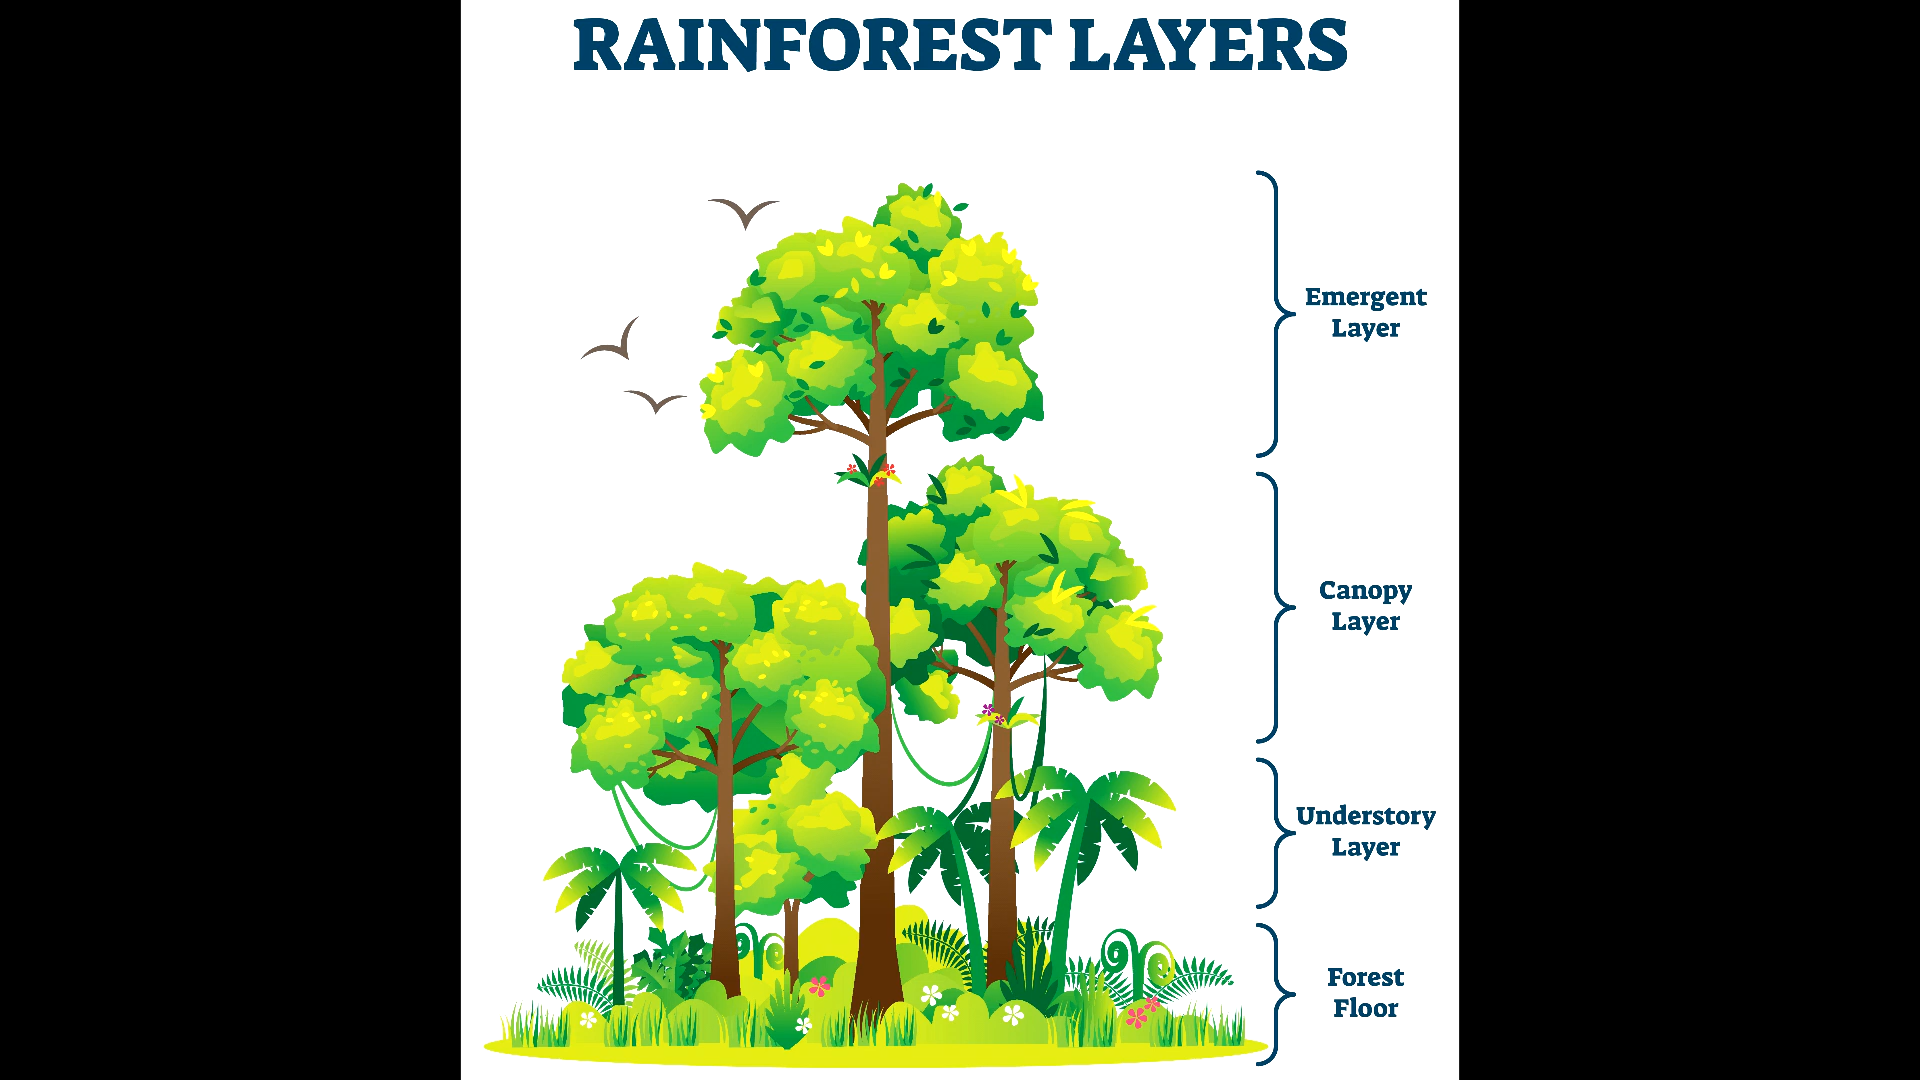 RAINFOREST LAYERS
Emergent
Layer
Canopy
Layer
Understory
Layer
Forest
Floor